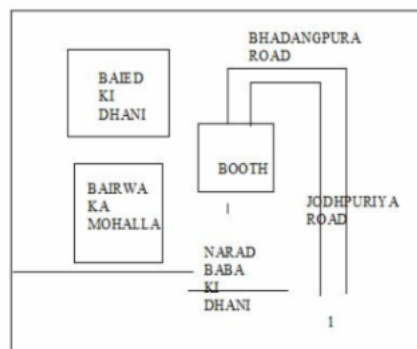 BHADANGPURA
ROAD
BAIED
KI
DHANI
BOOTH
BAIRWA
KA
MOHALLA
JODHPURIYA
ROAD
NARAD
BABA
KI
DHANI
1